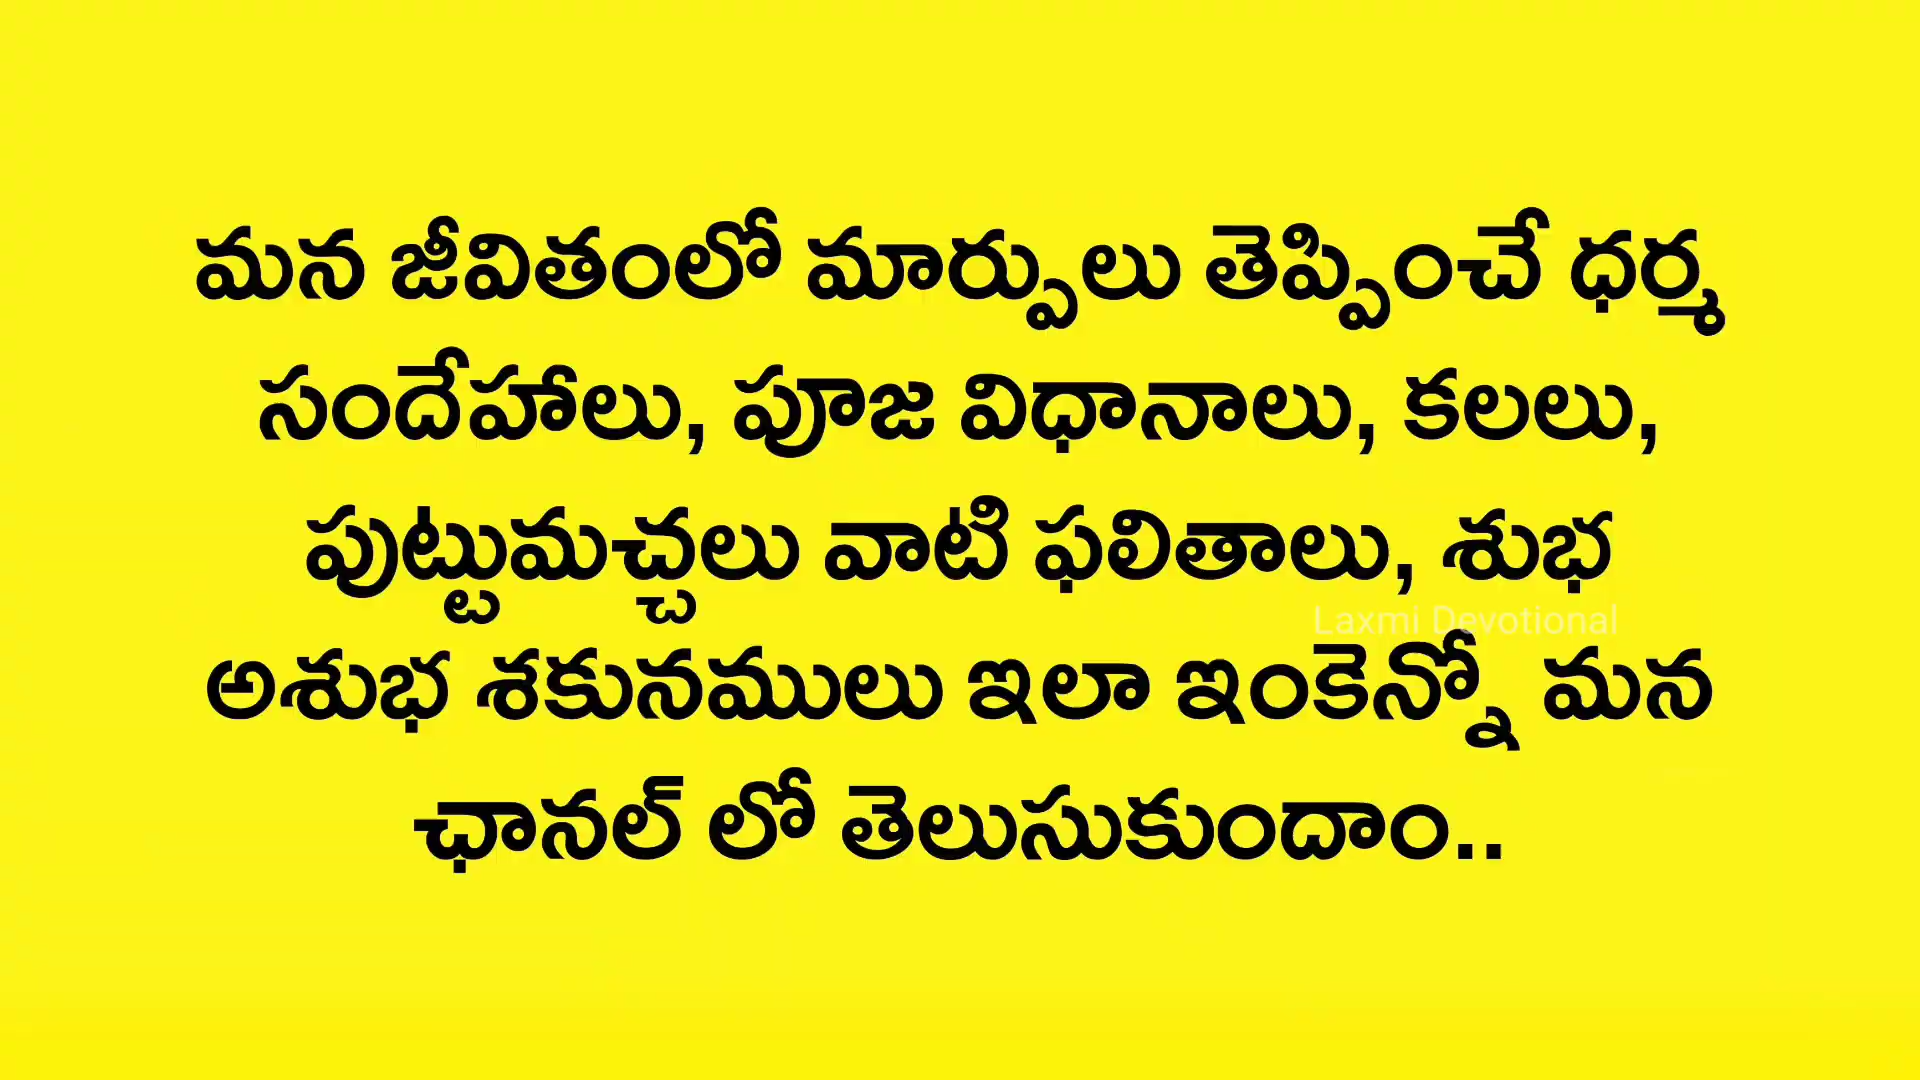 మన జీవితంలో మార్పులు తెప్పించే ధర్మ
సందేహాలు, పూజ విధానాలు, కలలు,
పుట్టుమచ్చలు వాటి ఫలితాలు, శుభ
Laxmi Devotional
అశుభ శకునములు ఇలా ఇంకెన్నో మన
ఛానల్ లో తెలుసుకుందాం..